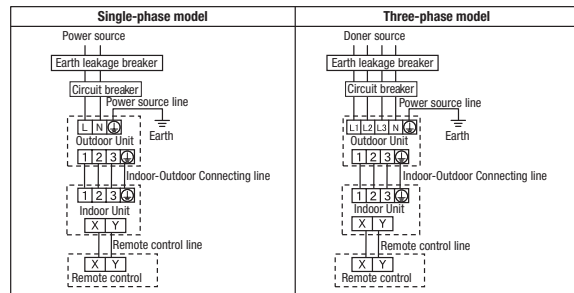 Single-phase model
Power source
Earth leakage breaker
Circuit breaker
Power source line
L N
Earth
Outdoor Unit
1 2 3
Indoor-Outdoor Connecting line
1 2 3
Indoor Unit
X Y
Remote control line
X Y
Remote control
Three-phase model
Doner source
Earth leakage breaker
Circuit breaker
Power source line
L1 L2 L3 N
Earth
Outdoor Unit
1 2 3
Indoor-Outdoor Connecting line
1 2 3
Indoor Unit
X Y
Remote control line
X Y
Remote control